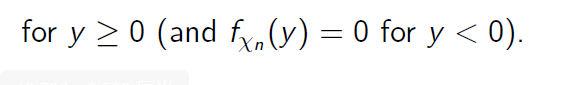 for y ≥ 0 (and f_{χ_n}(y) = 0 for y < 0).